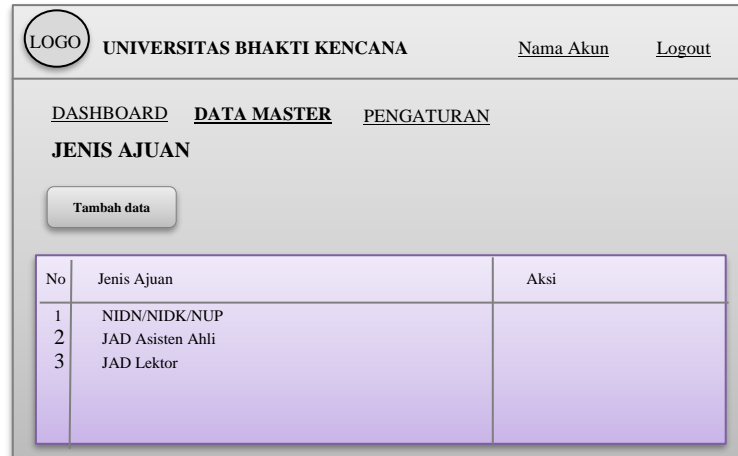 LOGO UNIVERSITAS BHAKTI KENCANA Nama Akun Logout
DASHBOARD DATA MASTER PENGATURAN
JENIS AJUAN
Tambah data
No Jenis Ajuan Aksi
1 NIDN/NIDK/NUP
2 JAD Asisten Ahli
3 JAD Lektor